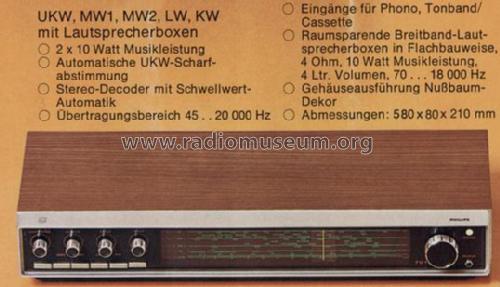 UKW, MW1, MW2, LW, KW
mit Lautsprecherboxen
○ 2 x 10 Watt Musikleistung
○ Automatische UKW-Scharf-
abstimmung
○ Stereo-Decoder mit Schwellwert-
Automatik
○ Übertragungsbereich 45 . . 20 000 Hz
○ Eingänge für Phono, Tonband/
Cassette
○ Raumsparende Breitband-Laut-
sprecherboxen in Flachbauweise,
4 Ohm, 10 Watt Musikleistung,
4 Ltr. Volumen, 70 . . . 18 000 Hz
○ Gehäuseausführung Nußbaum-
Dekor
○ Abmessungen: 580 x 80 x 210 mm
www.radiomuseum.org
PHILIPS